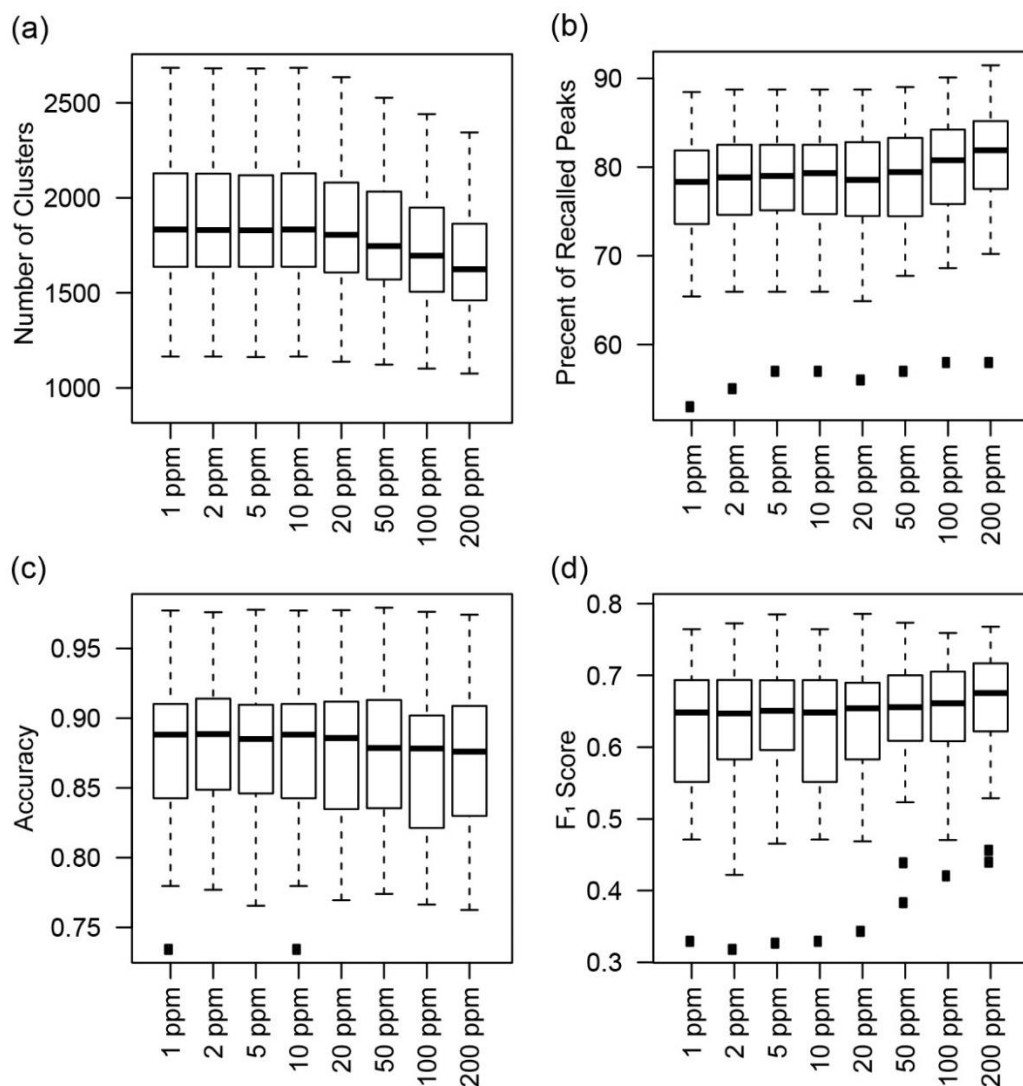 (a)
Number of Clusters
2500
2000
1500
1000
1 ppm
2 ppm
5 ppm
10 ppm
20 ppm
50 ppm
100 ppm
200 ppm
(b)
Precent of Recalled Peaks
90
80
70
60
1 ppm
2 ppm
5 ppm
10 ppm
20 ppm
50 ppm
100 ppm
200 ppm
(c)
Accuracy
0.95
0.90
0.85
0.80
0.75
1 ppm
2 ppm
5 ppm
10 ppm
20 ppm
50 ppm
100 ppm
200 ppm
(d)
F₁ Score
0.8
0.7
0.6
0.5
0.4
0.3
1 ppm
2 ppm
5 ppm
10 ppm
20 ppm
50 ppm
100 ppm
200 ppm